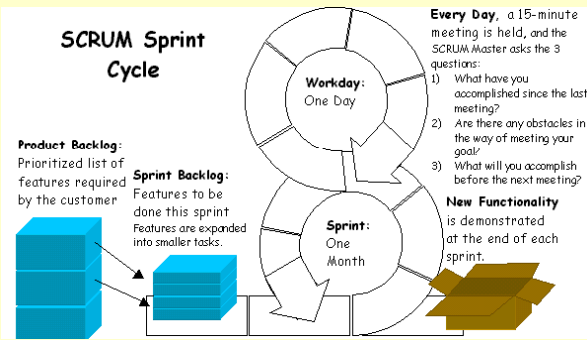 SCRUM Sprint
Cycle
Every Day, a 15-minute
meeting is held, and the
SCRUM Master asks the 3
questions:
1) What have you
accomplished since the last
meeting?
2) Are there any obstacles in
the way of meeting your
goal?
3) What will you accomplish
before the next meeting?
Workday:
One Day
Product Backlog:
Prioritized list of
features required
by the customer
Sprint Backlog:
Features to be
done this sprint
Features are expanded
into smaller tasks.
Sprint:
One
Month
New Functionality
is demonstrated
at the end of each
sprint.